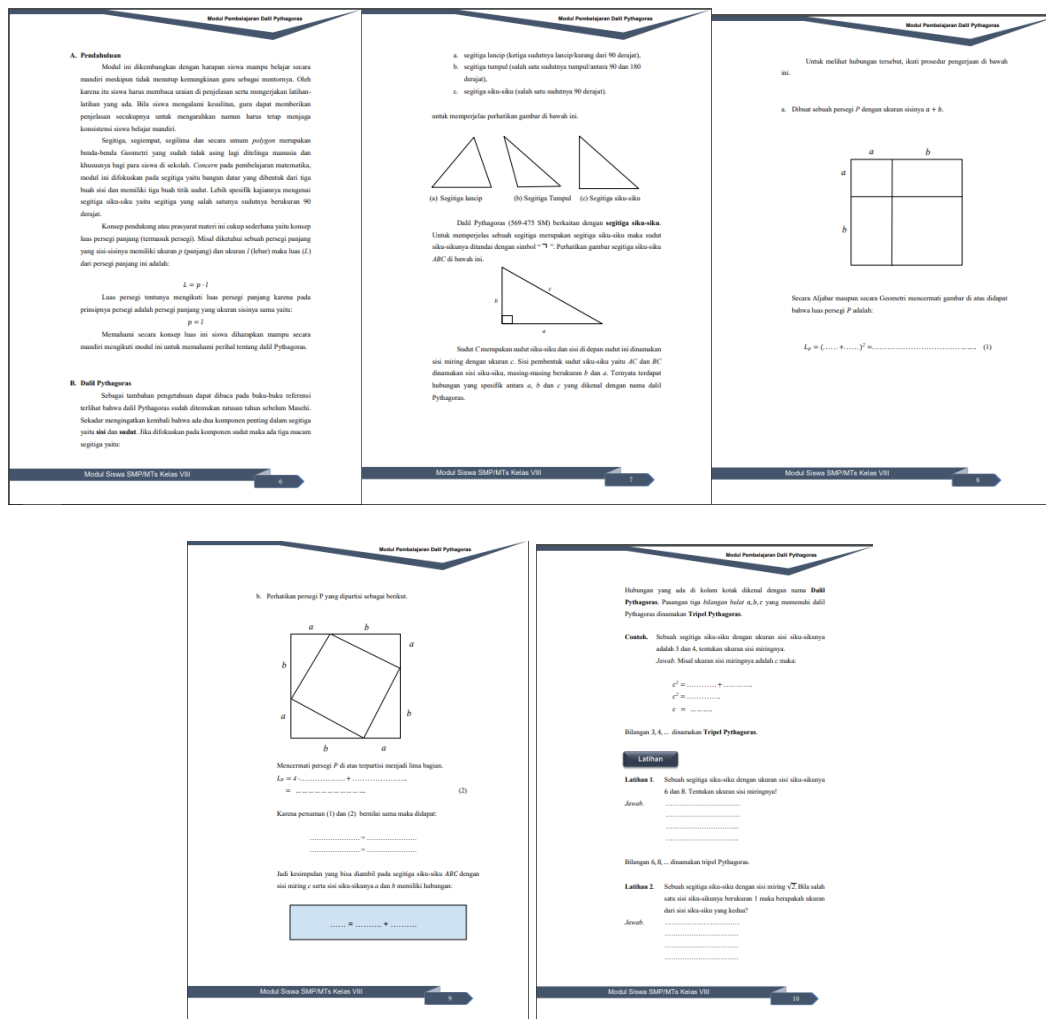 Modul Pembelajaran Dalil Pythagoras
A. Pendahuluan
Modul ini dikembangkan dengan harapan siswa mampu belajar secara
mandiri meskipun tidak menutup kemungkinan guru sebagai mentornya. Oleh
karena itu siswa harus membaca uraian di penjelasan serta mengerjakan latihan-
latihan yang ada. Bila siswa mengalami kesulitan, guru dapat memberikan
penjelasan secukupnya untuk mengarahkan namun harus tetap menjaga
konsistensi siswa belajar mandiri.
Segitiga, segiempat, segilima dan secara umum polygon merupakan
benda-benda Geometri yang sudah tidak asing lagi ditelinga manusia dan
khususnya bagi para siswa di sekolah. Concern pada pembelajaran matematika,
modul ini difokuskan pada segitiga yaitu bangun datar yang dibentuk dari tiga
buah sisi dan memiliki tiga buah titik sudut. Lebih spesifik kajiannya mengenai
segitiga siku-siku yaitu segitiga yang salah satunya sudutnya berukuran 90
derajat.
Konsep pendukung atau prasyarat materi ini cukup sederhana yaitu konsep
luas persegi panjang (termasuk persegi). Misal diketahui sebuah persegi panjang
yang sisi-sisinya memiliki ukuran p (panjang) dan ukuran l (lebar) maka luas (L)
dari persegi panjang ini adalah:
L = p · l
Luas persegi tentunya mengikuti luas persegi panjang karena pada
prinsipnya persegi adalah persegi panjang yang ukuran sisinya sama yaitu:
p = l
Memahami secara konsep luas ini siswa diharapkan mampu secara
mandiri mengikuti modul ini untuk memahami perihal tentang dalil Pythagoras.
B. Dalil Pythagoras
Sebagai tambahan pengetahuan dapat dibaca pada buku-buku referensi
terlihat bahwa dalil Pythagoras sudah ditemukan ratusan tahun sebelum Masehi.
Sekadar mengingatkan kembali bahwa ada dua komponen penting dalam segitiga
yaitu sisi dan sudut. Jika difokuskan pada komponen sudut maka ada tiga macam
segitiga yaitu:
Modul Siswa SMP/MTs Kelas VIII
6
Modul Pembelajaran Dalil Pythagoras
a. segitiga lancip (ketiga sudutnya lancip/kurang dari 90 derajat),
b. segitiga tumpul (salah satu sudutnya tumpul/antara 90 dan 180
derajat),
c. segitiga siku-siku (salah satu sudutnya 90 derajat).
untuk memperjelas perhatikan gambar di bawah ini.
(a) Segitiga lancip (b) Segitiga Tumpul (c) Segitiga siku-siku
Dalil Pythagoras (569-475 SM) berkaitan dengan segitiga siku-siku.
Untuk memperjelas sebuah segitiga merupakan segitiga siku-siku maka sudut
siku-sikunya ditandai dengan simbol “ ㄱ ”. Perhatikan gambar segitiga siku-siku
ABC di bawah ini.
c
b
a
Sudut C merupakan sudut siku-siku dan sisi di depan sudut ini dinamakan
sisi miring dengan ukuran c. Sisi pembentuk sudut siku-siku yaitu AC dan BC
dinamakan sisi siku-siku, masing-masing berukuran b dan a. Ternyata terdapat
hubungan yang spesifik antara a, b dan c yang dikenal dengan nama dalil
Pythagoras.
Modul Siswa SMP/MTs Kelas VIII
7
Modul Pembelajaran Dalil Pythagoras
Untuk melihat hubungan tersebut, ikuti prosedur pengerjaan di bawah
ini.
a. Dibuat sebuah persegi P dengan ukuran sisinya a + b.
a b
a
b
Secara Aljabar maupun secara Geometri mencermati gambar di atas didapat
bahwa luas persegi P adalah:
Lₚ = (…… +……)² =…………………………………… (1)
Modul Siswa SMP/MTs Kelas VIII
8
Modul Pembelajaran Dalil Pythagoras
b. Perhatikan persegi P yang dipartisi sebagai berikut.
a b
a
b
a b
b a
Mencermati persegi P di atas terpartisi menjadi lima bagian.
Lₚ = 4 ·……………… + …………………
= ……………………… (2)
Karena persaman (1) dan (2) bernilai sama maka didapat:
………………… = …………………
………………… = …………………
Jadi kesimpulan yang bisa diambil pada segitiga siku-siku ABC dengan
sisi miring c serta sisi siku-sikunya a dan b memiliki hubungan:
…… = ……… + ………
Modul Siswa SMP/MTs Kelas VIII
9
Modul Pembelajaran Dalil Pythagoras
Hubungan yang ada di kolam kotak dikenal dengan nama Dalil
Pythagoras. Pasangan tiga bilangan bulat a, b, c yang memenuhi dalil
Pythagoras dinamakan Tripel Pythagoras.
Contoh. Sebuah segitiga siku-siku dengan ukuran sisi siku-sikunya
adalah 3 dan 4, tentukan ukuran sisi miringnya.
Jawab. Misal ukuran sisi miringnya adalah c maka:
c² = ………… + ………..
c² = ………….
c = ………
Bilangan 3, 4, ... dinamakan Tripel Pythagoras.
Latihan
Latihan 1. Sebuah segitiga siku-siku dengan ukuran sisi siku-sikunya
6 dan 8. Tentukan ukuran sisi miringnya!
Jawab. ……………………………
……………………………
……………………………
……………………………
Bilangan 6, 8, ... dinamakan tripel Pythagoras.
Latihan 2. Sebuah segitiga siku-siku dengan sisi miring √2. Bila salah
satu sisi siku-sikunya berukuran 1 maka berapakah ukuran
dari sisi siku-siku yang kedua?
Jawab. ……………………………
……………………………
……………………………
……………………………
Modul Siswa SMP/MTs Kelas VIII
10